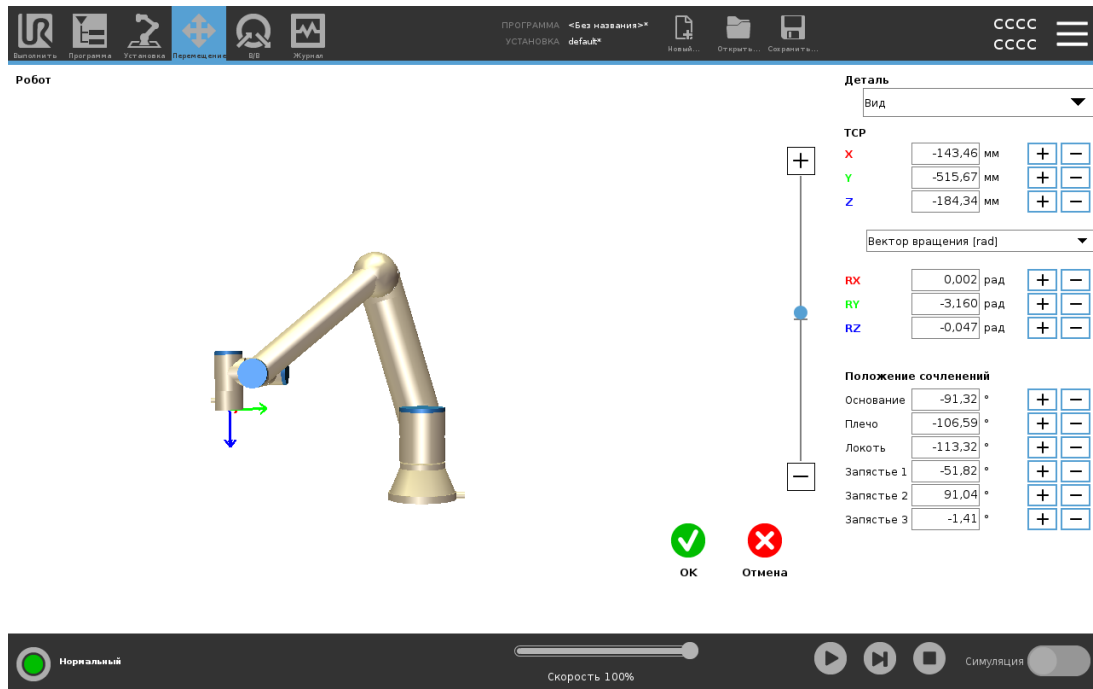 ПРОГРАММА <Без названия>*
УСТАНОВКА default*
Выполнить Программа Установка Перемещение В/В Журнал
Новый... Открыть... Сохранить...
CCCC
CCCC
Робот
Деталь
Вид
TCP
X -143,46 мм + −
Y -515,67 мм + −
Z -184,34 мм + −
Вектор вращения [rad]
RX 0,002 рад + −
RY -3,160 рад + −
RZ -0,047 рад + −
Положение сочленений
Основание -91,32 ° + −
Плечо -106,59 ° + −
Локоть -113,32 ° + −
Запястье 1 -51,82 ° + −
Запястье 2 91,04 ° + −
Запястье 3 -1,41 ° + −
OK Отмена
Нормальный
Скорость 100%
Симуляция